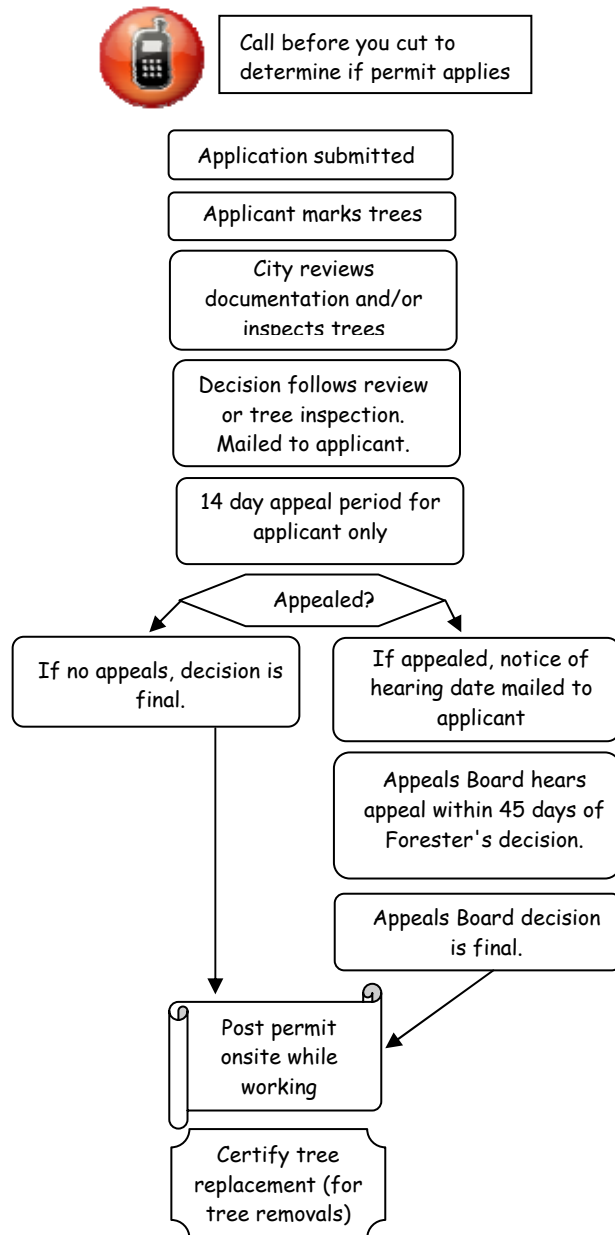 Call before you cut to
determine if permit applies
Application submitted
Applicant marks trees
City reviews
documentation and/or
inspects trees
Decision follows review
or tree inspection.
Mailed to applicant.
14 day appeal period for
applicant only
Appealed?
If no appeals, decision is
final.
If appealed, notice of
hearing date mailed to
applicant
Appeals Board hears
appeal within 45 days of
Forester's decision.
Appeals Board decision
is final.
Post permit
onsite while
working
Certify tree
replacement (for
tree removals)